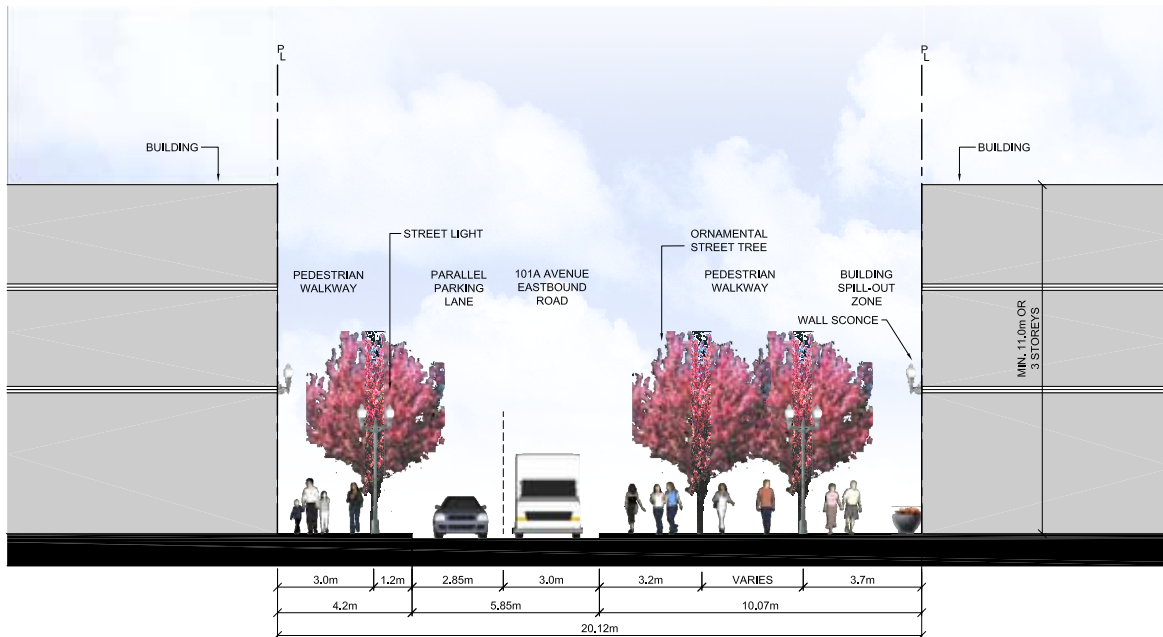 P
L
P
L
BUILDING
BUILDING
STREET LIGHT
ORNAMENTAL
STREET TREE
PEDESTRIAN
WALKWAY
PARALLEL
PARKING
LANE
101A AVENUE
EASTBOUND
ROAD
PEDESTRIAN
WALKWAY
BUILDING
SPILL-OUT
ZONE
WALL SCONCE
MIN. 11.0m OR
3 STOREYS
3.0m
1.2m
2.85m
3.0m
3.2m
VARIES
3.7m
4.2m
5.85m
10.07m
20.12m